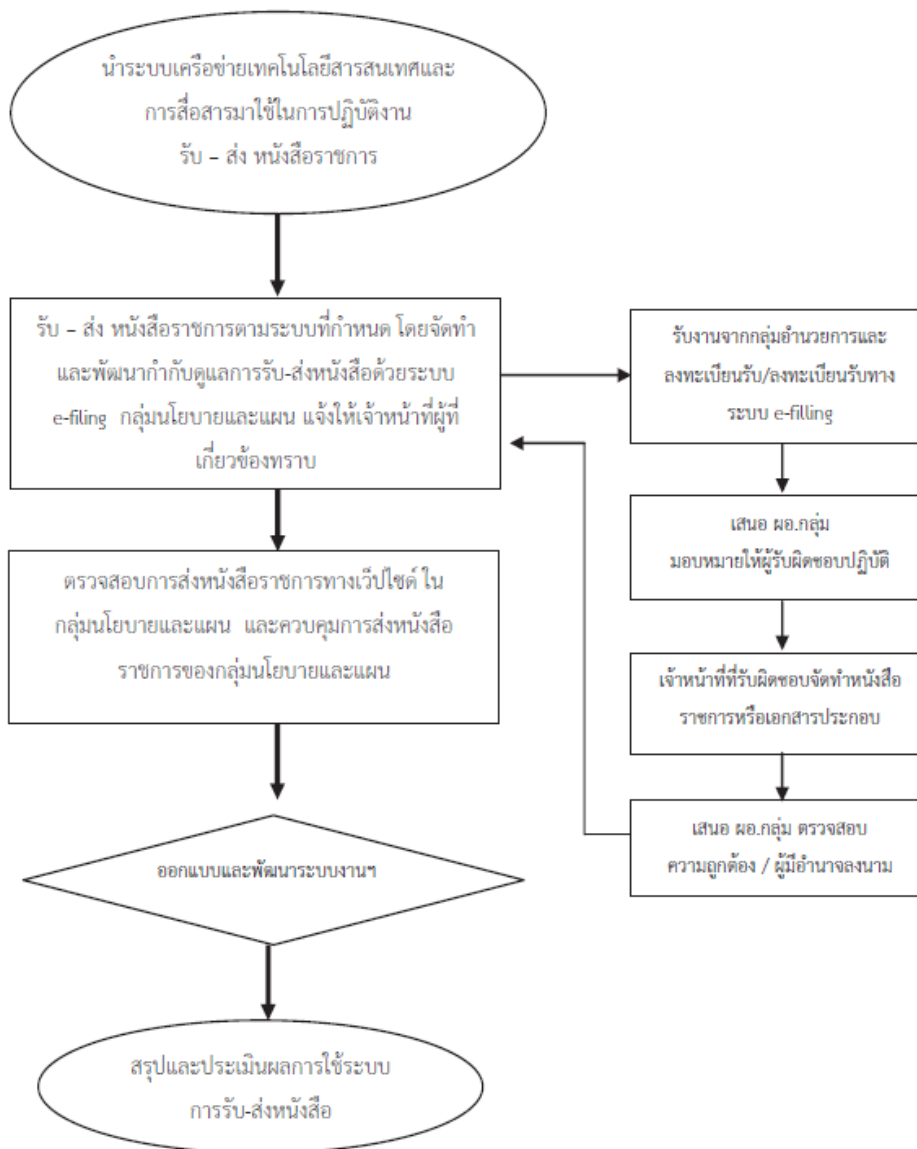 นำระบบเครือข่ายเทคโนโลยีสารสนเทศและ
การสื่อสารมาใช้ในการปฏิบัติงาน
รับ – ส่ง หนังสือราชการ
รับ – ส่ง หนังสือราชการตามระบบที่กำหนด โดยจัดทำ
และพัฒนากำกับดูแลการรับ-ส่งหนังสือด้วยระบบ
e-filing กลุ่มนโยบายและแผน แจ้งให้เจ้าหน้าที่ผู้ที่
เกี่ยวข้องทราบ
รับงานจากกลุ่มอำนวยการและ
ลงทะเบียนรับ/ลงทะเบียนรับทาง
ระบบ e-filling
เสนอ ผอ.กลุ่ม
มอบหมายให้ผู้รับผิดชอบปฏิบัติ
เจ้าหน้าที่ที่รับผิดชอบจัดทำหนังสือ
ราชการหรือเอกสารประกอบ
เสนอ ผอ.กลุ่ม ตรวจสอบ
ความถูกต้อง / ผู้มีอำนาจลงนาม
ตรวจสอบการส่งหนังสือราชการทางเว็ปไซด์ ใน
กลุ่มนโยบายและแผน และควบคุมการส่งหนังสือ
ราชการของกลุ่มนโยบายและแผน
ออกแบบและพัฒนาระบบงานฯ
สรุปและประเมินผลการใช้ระบบ
การรับ-ส่งหนังสือ